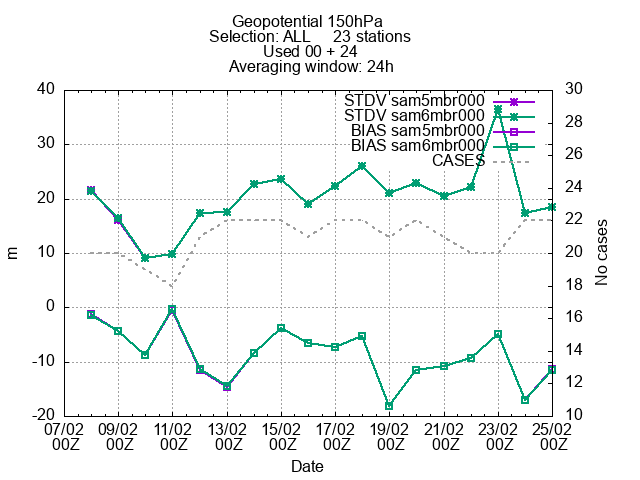 Geopotential 150hPa
Selection: ALL     23 stations
Used 00 + 24
Averaging window: 24h
STDV sam5mbr000
STDV sam6mbr000
BIAS sam5mbr000
BIAS sam6mbr000
CASES
40
30
20
10
0
-10
-20
m
30
28
26
24
22
20
18
16
14
12
10
No cases
07/02 09/02 11/02 13/02 15/02 17/02 19/02 21/02 23/02 25/02
00Z 00Z 00Z 00Z 00Z 00Z 00Z 00Z 00Z 00Z
Date